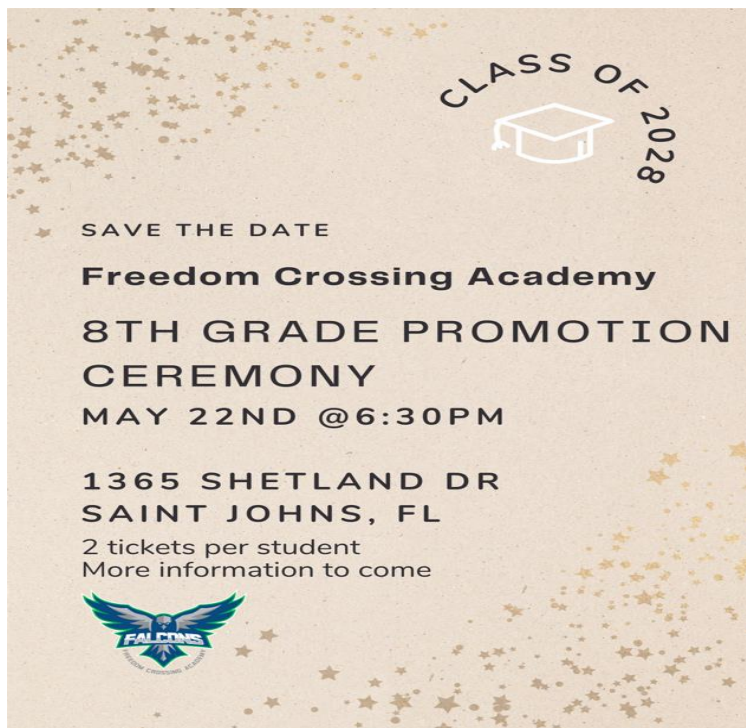 CLASS OF 2028
SAVE THE DATE
Freedom Crossing Academy
8TH GRADE PROMOTION
CEREMONY
MAY 22ND @6:30PM
1365 SHETLAND DR
SAINT JOHNS, FL
2 tickets per student
More information to come
FALCONS
FREEDOM CROSSING ACADEMY